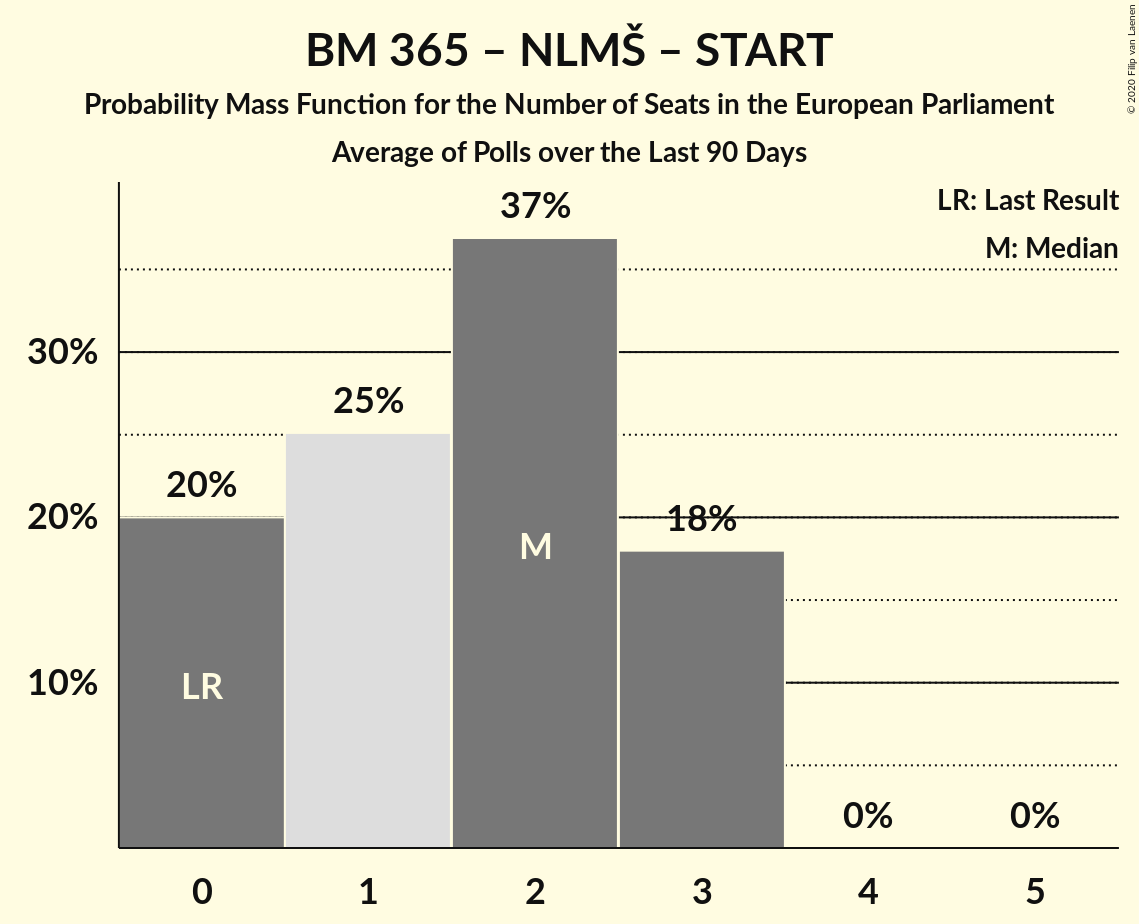 BM 365 – NLMŠ – START
Probability Mass Function for the Number of Seats in the European Parliament
Average of Polls over the Last 90 Days
© 2020 Filip van Laenen
LR: Last Result
M: Median
37%
30%
25%
20%
20%
18%
M
10%
LR
0%
0%
0
1
2
3
4
5